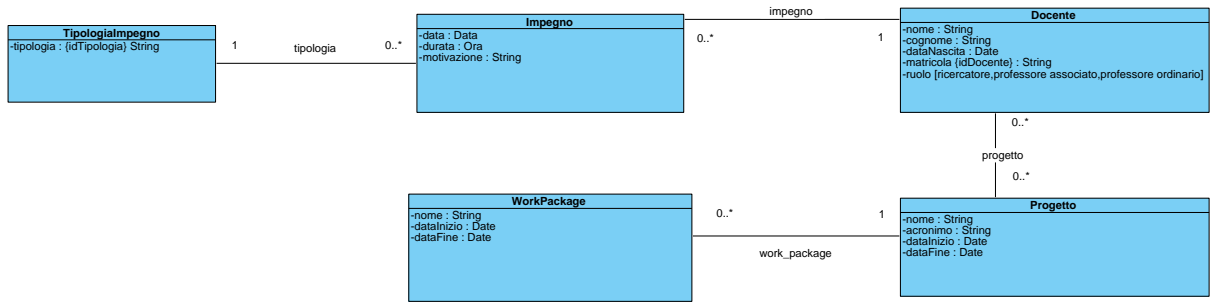 TipologiaImpegno
-tipologia : {idTipologia} String
1
tipologia
0..*
Impegno
-data : Data
-durata : Ora
-motivazione : String
impegno
0..*
1
Docente
-nome : String
-cognome : String
-dataNascita : Date
-matricola {idDocente} : String
-ruolo [ricercatore,professore associato,professore ordinario]
0..*
progetto
0..*
WorkPackage
-nome : String
-dataInizio : Date
-dataFine : Date
0..*
1
work_package
Progetto
-nome : String
-acronimo : String
-dataInizio : Date
-dataFine : Date